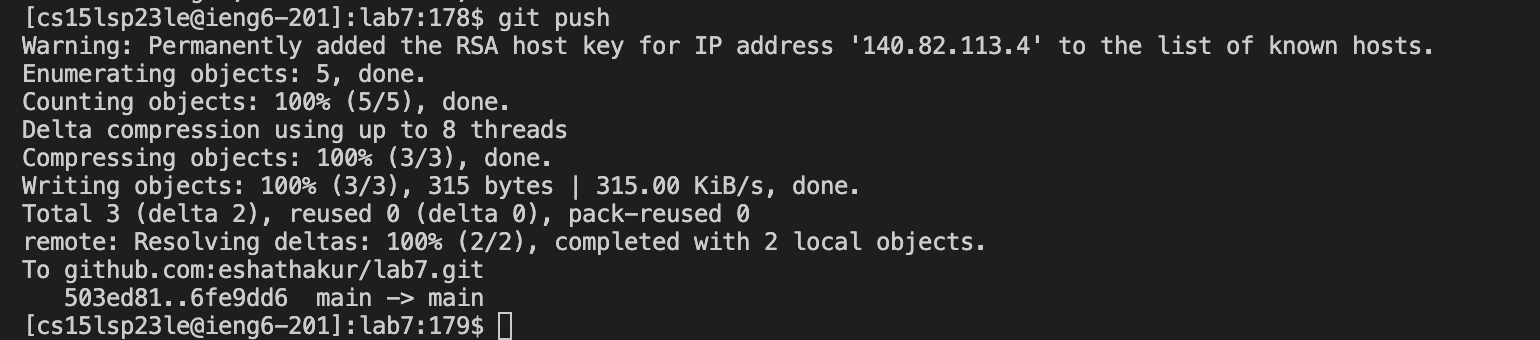 [cs15lsp23le@ieng6-201]:lab7:178$ git push
Warning: Permanently added the RSA host key for IP address '140.82.113.4' to the list of known hosts.
Enumerating objects: 5, done.
Counting objects: 100% (5/5), done.
Delta compression using up to 8 threads
Compressing objects: 100% (3/3), done.
Writing objects: 100% (3/3), 315 bytes | 315.00 KiB/s, done.
Total 3 (delta 2), reused 0 (delta 0), pack-reused 0
remote: Resolving deltas: 100% (2/2), completed with 2 local objects.
To github.com:eshathakur/lab7.git
   503ed81..6fe9dd6  main -> main
[cs15lsp23le@ieng6-201]:lab7:179$